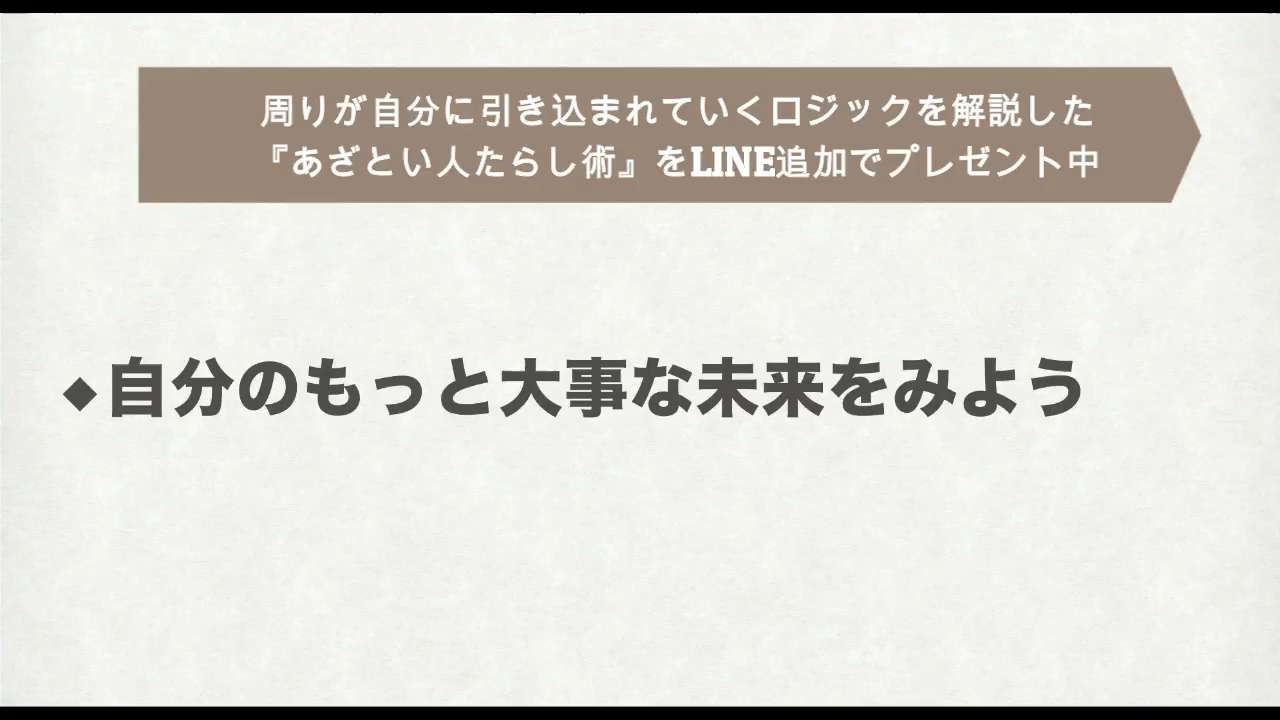 周りが自分に引き込まれていくロジックを解説した
『あざとい人たらし術』をLINE追加でプレゼント中
◆自分のもっと大事な未来をみよう